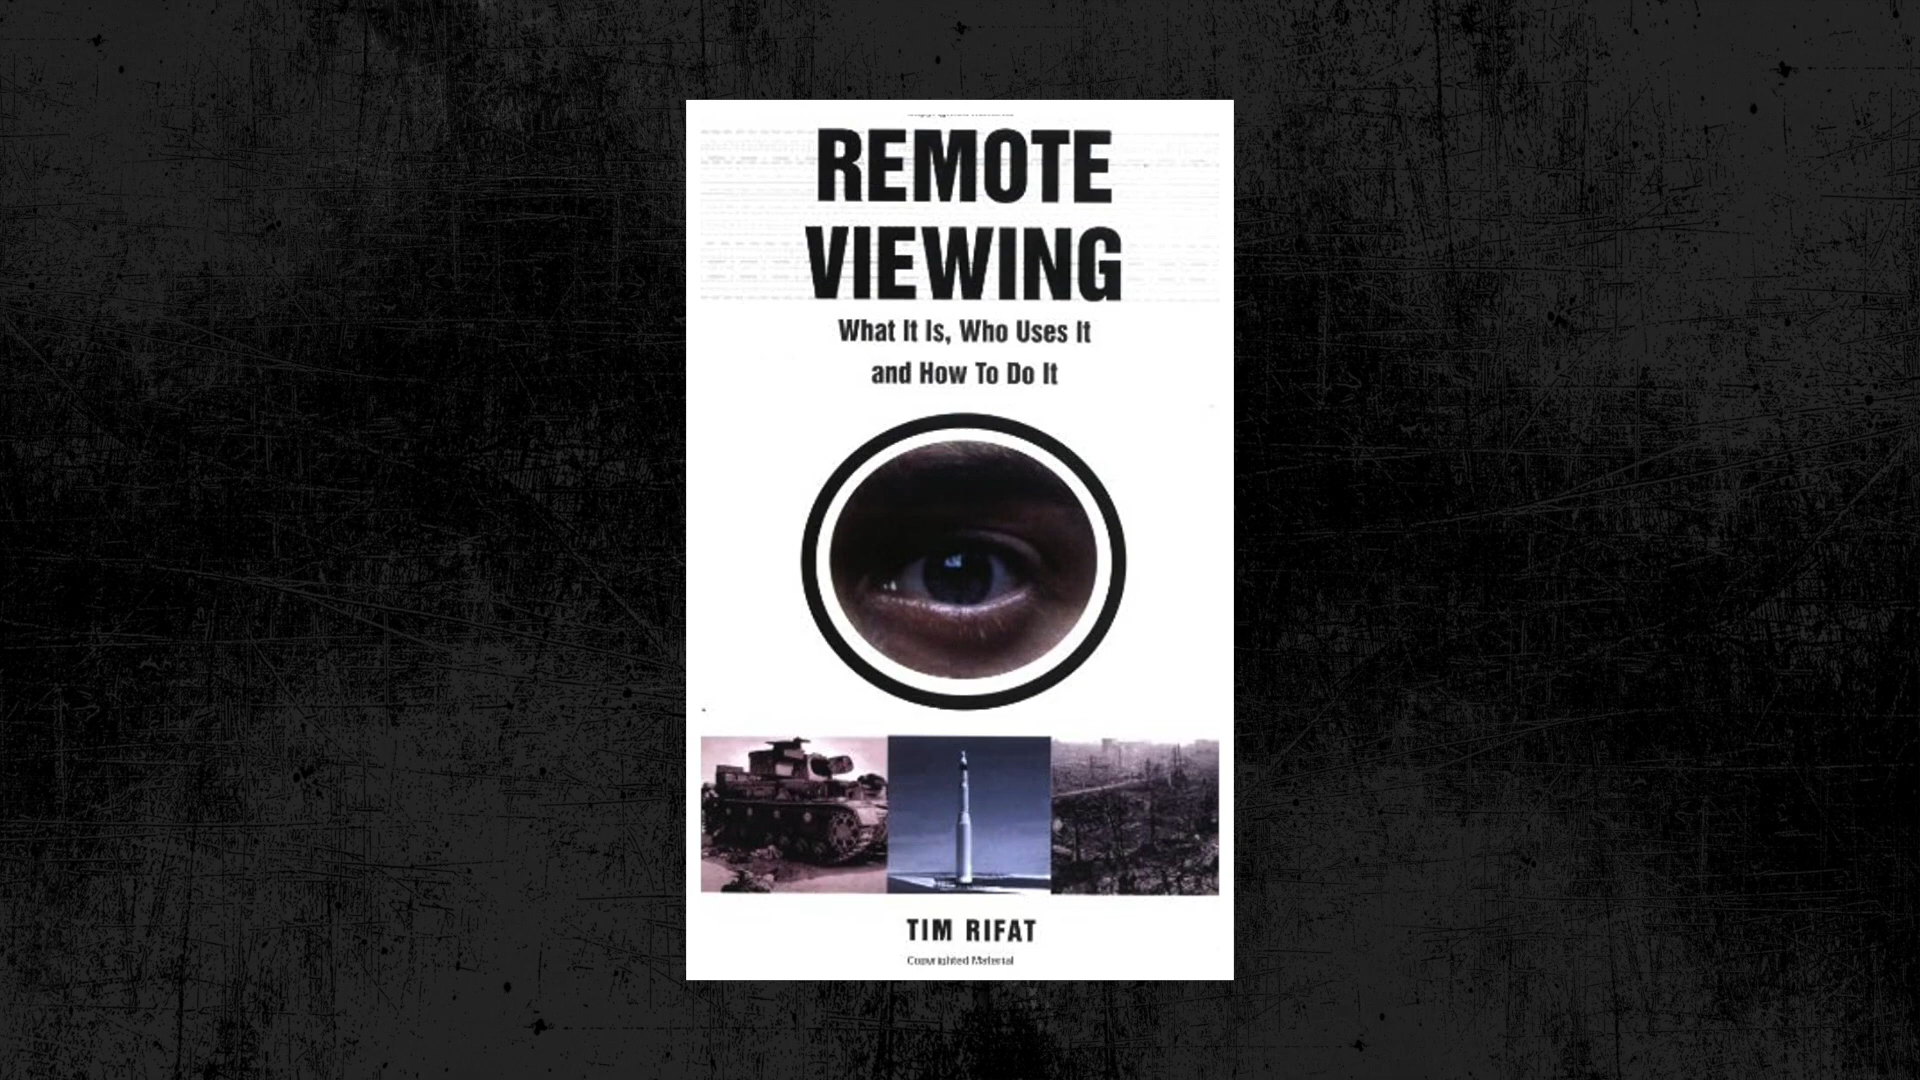 REMOTE
VIEWING
What It Is, Who Uses It
and How To Do It
TIM RIFAT
Copyrighted Material